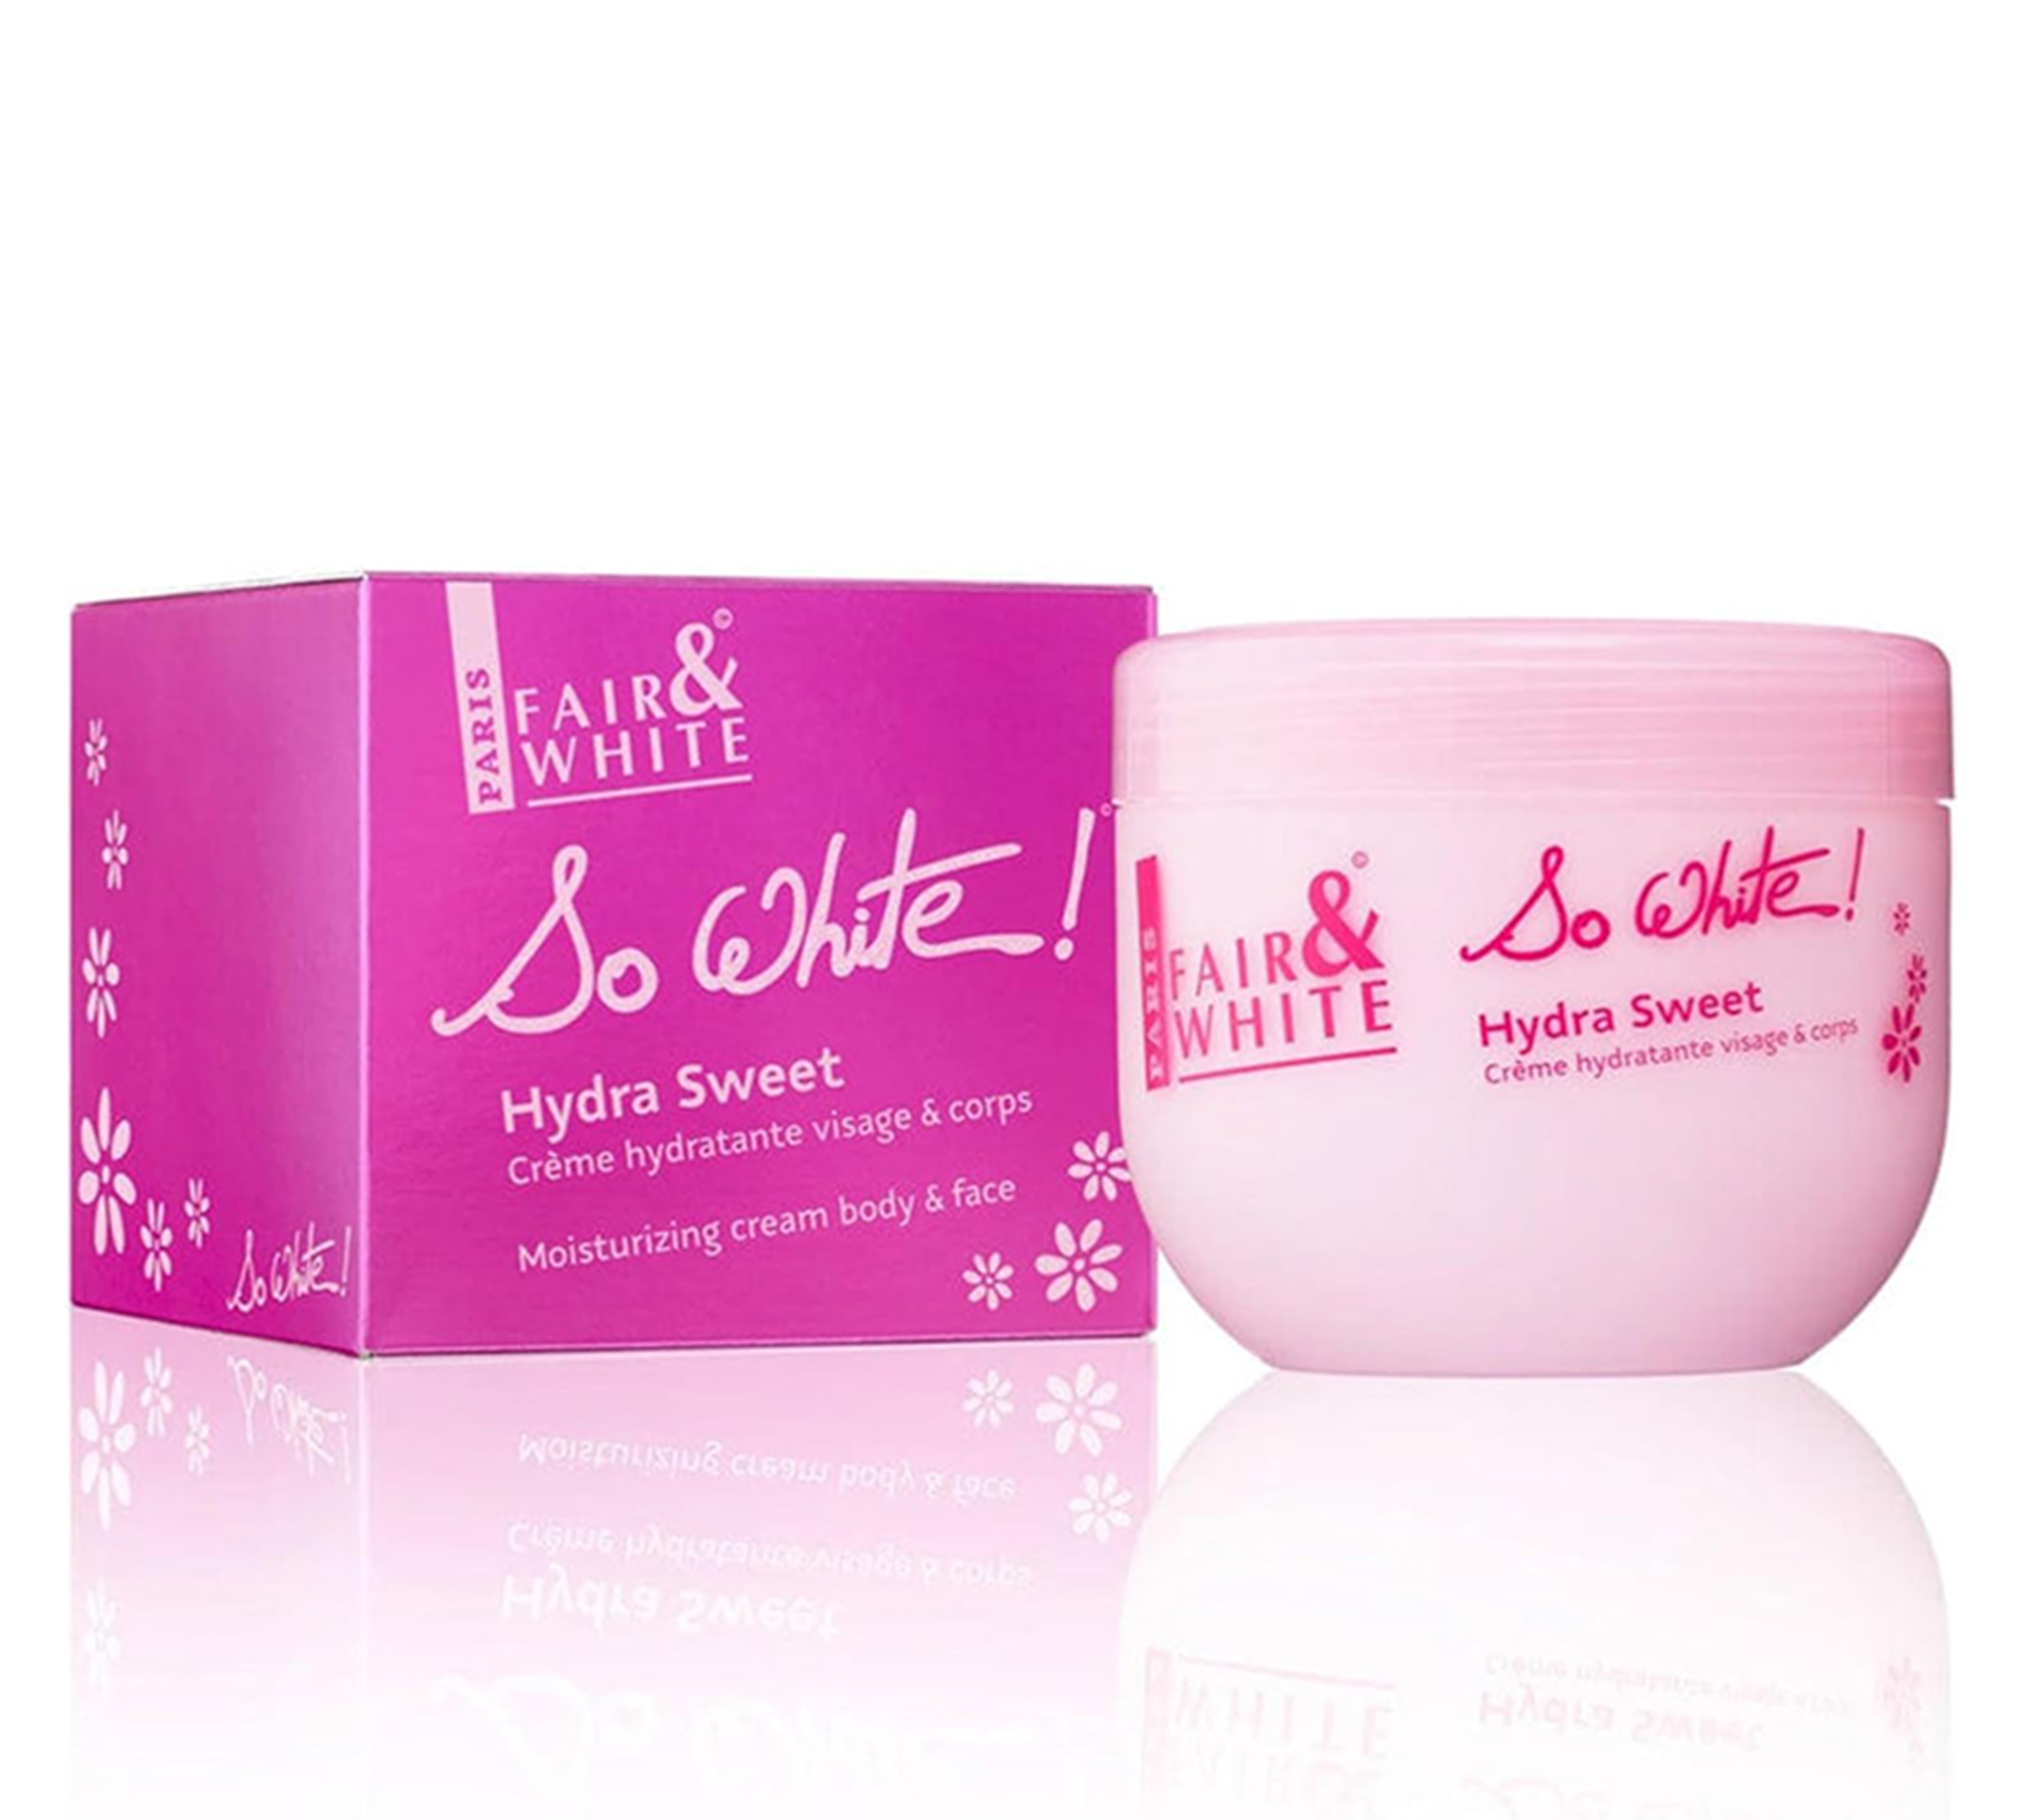 PARIS
FAIR&©
WHITE
So White!
Hydra Sweet
Crème hydratante visage & corps
Moisturizing cream body & face
So White!
PARIS
FAIR&©
WHITE
So White!
Hydra Sweet
Crème hydratante visage & corps